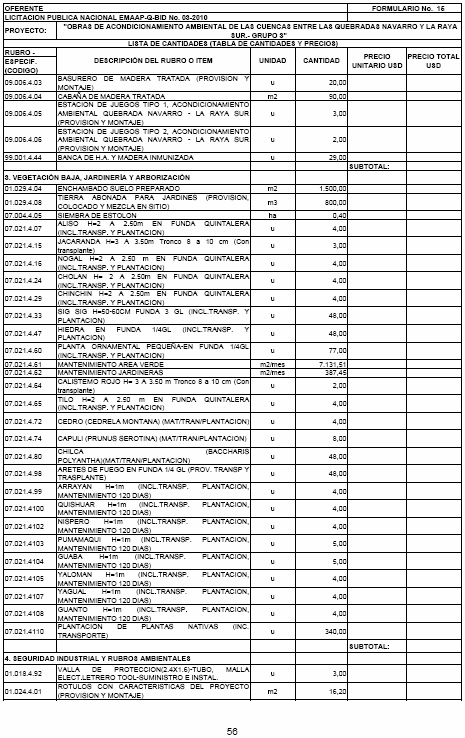 OFERENTE FORMULARIO No. 15
LICITACION PUBLICA NACIONAL EMAAP-Q-BID No. 03-2010
PROYECTO: "OBRAS DE ACONDICIONAMIENTO AMBIENTAL DE LAS CUENCAS ENTRE LAS QUEBRADAS NAVARRO Y LA RAYA
SUR.- GRUPO 3"
LISTA DE CANTIDADES (TABLA DE CANTIDADES Y PRECIOS)
RUBRO -
ESPECIF.
(CODIGO) DESCRIPCIÓN DEL RUBRO O ITEM UNIDAD CANTIDAD PRECIO
UNITARIO USD PRECIO TOTAL
USD
09.006.4.03 BASURERO DE MADERA TRATADA (PROVISION Y
MONTAJE) u 20,00
09.006.4.04 CABAÑA DE MADERA TRATADA m2 90,00
09.006.4.05 ESTACION DE JUEGOS TIPO 1, ACONDICIONAMIENTO
AMBIENTAL QUEBRADA NAVARRO - LA RAYA SUR
(PROVISION Y MONTAJE) u 3,00
09.006.4.06 ESTACION DE JUEGOS TIPO 2, ACONDICIONAMIENTO
AMBIENTAL QUEBRADA NAVARRO - LA RAYA SUR
(PROVISION Y MONTAJE) u 2,00
99.001.4.44 BANCA DE H.A. Y MADERA INMUNIZADA u 29,00
SUBTOTAL:
3. VEGETACIÓN BAJA, JARDINERÍA Y ARBORIZACIÓN
01.029.4.04 ENCHAMBADO SUELO PREPARADO m2 1.500,00
01.029.4.08 TIERRA ABONADA PARA JARDINES (PROVISION,
COLOCADO Y MEZCLA EN SITIO) m3 800,00
07.004.4.05 SIEMBRA DE ESTOLON ha 0,40
07.021.4.07 ALISO H=2 A 2.50m EN FUNDA QUINTALERA
(INCL.TRANSP. Y PLANTACION) u 4,00
07.021.4.15 JACARANDA H=3 A 3.50m Tronco 8 a 10 cm (Con
transplante) u 3,00
07.021.4.16 NOGAL H=2 A 2.50 m EN FUNDA QUINTALERA
(INCL.TRANSP. Y PLANTACION) u 4,00
07.021.4.24 CHOLAN H= 2 A 2.50m EN FUNDA QUINTALERA
(INCL.TRANSP. Y PLANTACION) u 4,00
07.021.4.29 CHINCHIN H=2 A 2.50m EN FUNDA QUINTALERA
(INCL.TRANSP. Y PLANTACION) u 4,00
07.021.4.33 SIG SIG H=50-60CM FUNDA 3 GL (INCL.TRANSP. Y
PLANTACION) u 48,00
07.021.4.47 HIEDRA EN FUNDA 1/4GL (INCL.TRANSP. Y
PLANTACION) u 48,00
07.021.4.60 PLANTA ORNAMENTAL PEQUEÑA-EN FUNDA 1/4GL
(INCL.TRANSP. Y PLANTACION) u 77,00
07.021.4.61 MANTENIMIENTO AREA VERDE m2/mes 7.131,51
07.021.4.62 MANTENIMIENTO JARDINERAS m2/mes 387,45
07.021.4.64 CALISTEMO ROJO H= 3 A 3.50 m Tronco 8 a 10 cm (Con
transplante) u 2,00
07.021.4.65 TILO H=2 A 2.50 m EN FUNDA QUINTALERA
(INCL.TRANSP. Y PLANTACION) u 4,00
07.021.4.72 CEDRO (CEDRELA MONTANA) (MAT/TRAN/PLANTACION) u 4,00
07.021.4.74 CAPULI (PRUNUS SEROTINA) (MAT/TRAN/PLANTACION) u 8,00
07.021.4.80 CHILCA (BACCHARIS
POLYANTHA)(MAT/TRAN/PLANTACION) u 48,00
07.021.4.98 ARETES DE FUEGO EN FUNDA 1/4 GL (PROV. TRANSP Y
TRASPLANTE) u 48,00
07.021.4.99 ARRAYAN H=1m (INCL.TRANSP. PLANTACION,
MANTENIMIENTO 120 DIAS) u 4,00
07.021.4100 QUISHUAR H=1m (INCL.TRANSP. PLANTACION,
MANTENIMIENTO 120 DIAS) u 4,00
07.021.4102 NISPERO H=1m (INCL.TRANSP. PLANTACION,
MANTENIMIENTO 120 DIAS) u 4,00
07.021.4103 PUMAMAQUI H=1m (INCL.TRANSP. PLANTACION,
MANTENIMIENTO 120 DIAS) u 5,00
07.021.4104 GUABA H=1m (INCL.TRANSP. PLANTACION,
MANTENIMIENTO 120 DIAS) u 5,00
07.021.4105 YALOMAN H=1m (INCL.TRANSP. PLANTACION,
MANTENIMIENTO 120 DIAS) u 4,00
07.021.4107 YAGUAL H=1m (INCL.TRANSP. PLANTACION,
MANTENIMIENTO 120 DIAS) u 4,00
07.021.4108 GUANTO H=1m (INCL.TRANSP. PLANTACION,
MANTENIMIENTO 120 DIAS) u 4,00
07.021.4110 PLANTACION DE PLANTAS NATIVAS (INC.
TRANSPORTE) u 340,00
SUBTOTAL:
4. SEGURIDAD INDUSTRIAL Y RUBROS AMBIENTALES
01.018.4.92 VALLA DE PROTECCION(2.4X1.6)-TUBO, MALLA
ELECT.LETRERO TOOL-SUMINISTRO E INSTAL. u 3,00
01.024.4.01 ROTULOS CON CARACTERISTICAS DEL PROYECTO
(PROVISION Y MONTAJE) m2 16,20
56